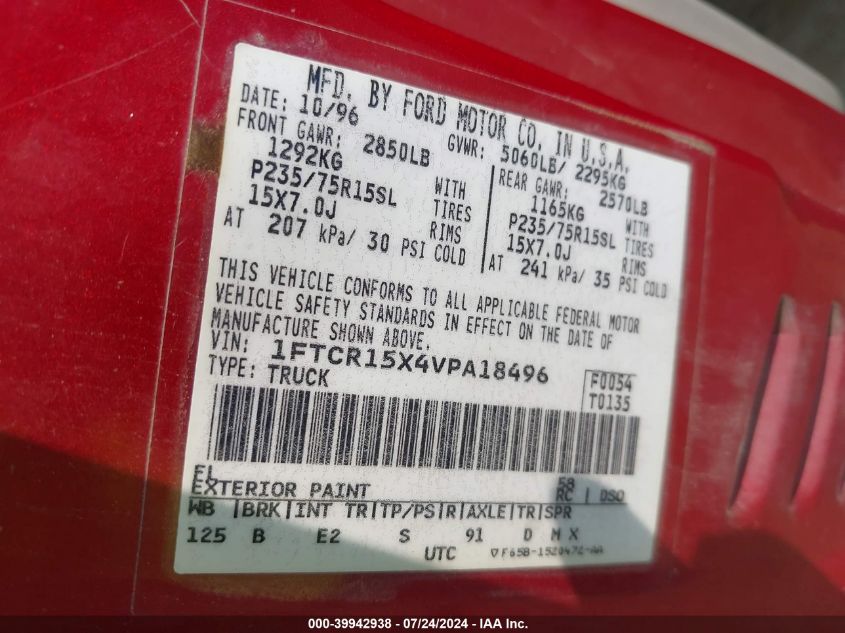 MFD. BY FORD MOTOR CO. IN U.S.A.
DATE: 10/96 GVWR: 5060LB/ 2295KG
FRONT GAWR: 2850LB REAR GAWR: 2570LB
1292KG WITH 1165KG WITH
P235/75R15SL TIRES P235/75R15SL TIRES
15X7.0J RIMS 15X7.0J RIMS
AT 207 kPa/ 30 PSI COLD AT 241 kPa/ 35 PSI COLD
THIS VEHICLE CONFORMS TO ALL APPLICABLE FEDERAL MOTOR
VEHICLE SAFETY STANDARDS IN EFFECT ON THE DATE OF
MANUFACTURE SHOWN ABOVE.
VIN: 1FTCR15X4VPA18496
TYPE: TRUCK
F0054
T0135
FL 58
EXTERIOR PAINT RC | DSO
WB |BRK|INT TR|TP/PS|R|AXLE|TR|SPR
125 B E2 S 91 D M X
UTC ▽F65B-1520472-AA
000-39942938 - 07/24/2024 - IAAI Inc.